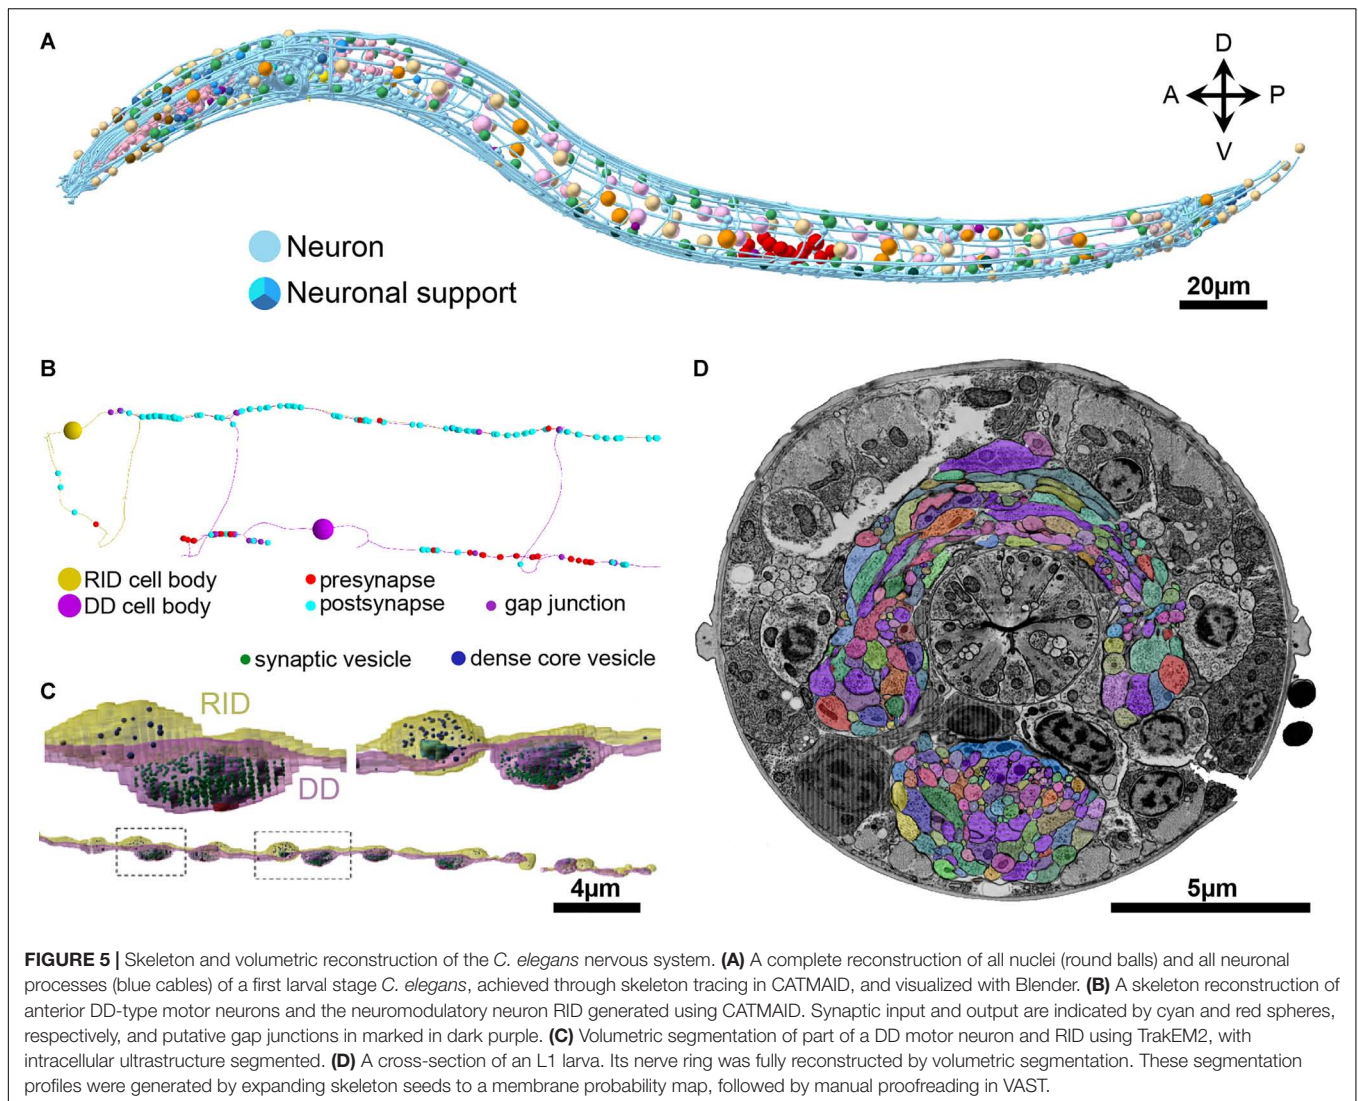 A
D
A P
V
Neuron
Neuronal support
20µm
B
RID cell body
DD cell body
presynapse
postsynapse
gap junction
synaptic vesicle
dense core vesicle
C
RID
DD
4µm
D
5µm
FIGURE 5 | Skeleton and volumetric reconstruction of the C. elegans nervous system. (A) A complete reconstruction of all nuclei (round balls) and all neuronal
processes (blue cables) of a first larval stage C. elegans, achieved through skeleton tracing in CATMAID, and visualized with Blender. (B) A skeleton reconstruction of
anterior DD-type motor neurons and the neuromodulatory neuron RID generated using CATMAID. Synaptic input and output are indicated by cyan and red spheres,
respectively, and putative gap junctions in marked in dark purple. (C) Volumetric segmentation of part of a DD motor neuron and RID using TrakEM2, with
intracellular ultrastructure segmented. (D) A cross-section of an L1 larva. Its nerve ring was fully reconstructed by volumetric segmentation. These segmentation
profiles were generated by expanding skeleton seeds to a membrane probability map, followed by manual proofreading in VAST.